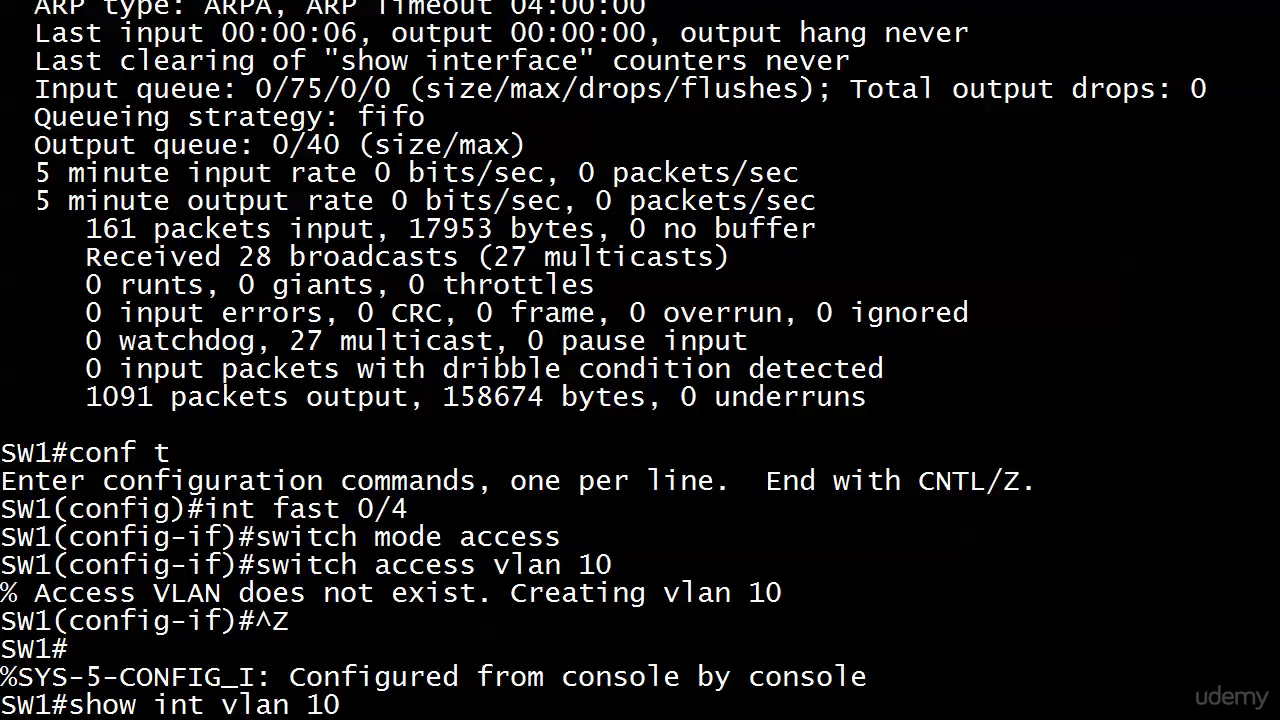 ARP type: ARPA, ARP Timeout 04:00:00
Last input 00:00:06, output 00:00:00, output hang never
Last clearing of "show interface" counters never
Input queue: 0/75/0/0 (size/max/drops/flushes); Total output drops: 0
Queueing strategy: fifo
Output queue: 0/40 (size/max)
5 minute input rate 0 bits/sec, 0 packets/sec
5 minute output rate 0 bits/sec, 0 packets/sec
161 packets input, 17953 bytes, 0 no buffer
Received 28 broadcasts (27 multicasts)
0 runts, 0 giants, 0 throttles
0 input errors, 0 CRC, 0 frame, 0 overrun, 0 ignored
0 watchdog, 27 multicast, 0 pause input
0 input packets with dribble condition detected
1091 packets output, 158674 bytes, 0 underruns
SW1#conf t
Enter configuration commands, one per line.  End with CNTL/Z.
SW1(config)#int fast 0/4
SW1(config-if)#switch mode access
SW1(config-if)#switch access vlan 10
% Access VLAN does not exist. Creating vlan 10
SW1(config-if)#^Z
SW1#
%SYS-5-CONFIG_I: Configured from console by console
SW1#show int vlan 10
udemy